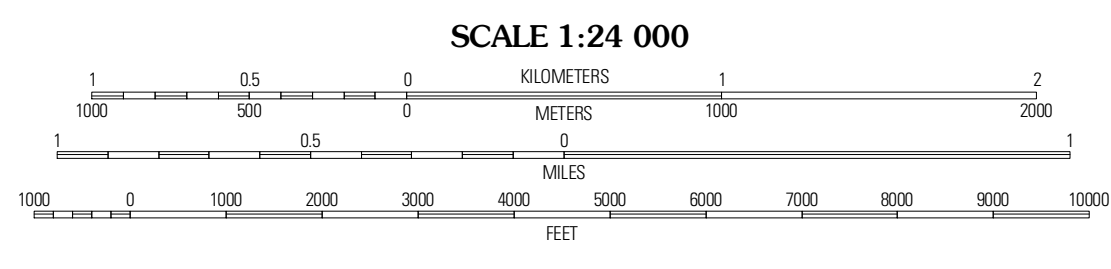 SCALE 1:24 000
1 0.5 0 KILOMETERS 1 2
1000 500 0 METERS 1000 2000
1 0.5 0 1
MILES
1000 0 1000 2000 3000 4000 5000 6000 7000 8000 9000 10000
FEET